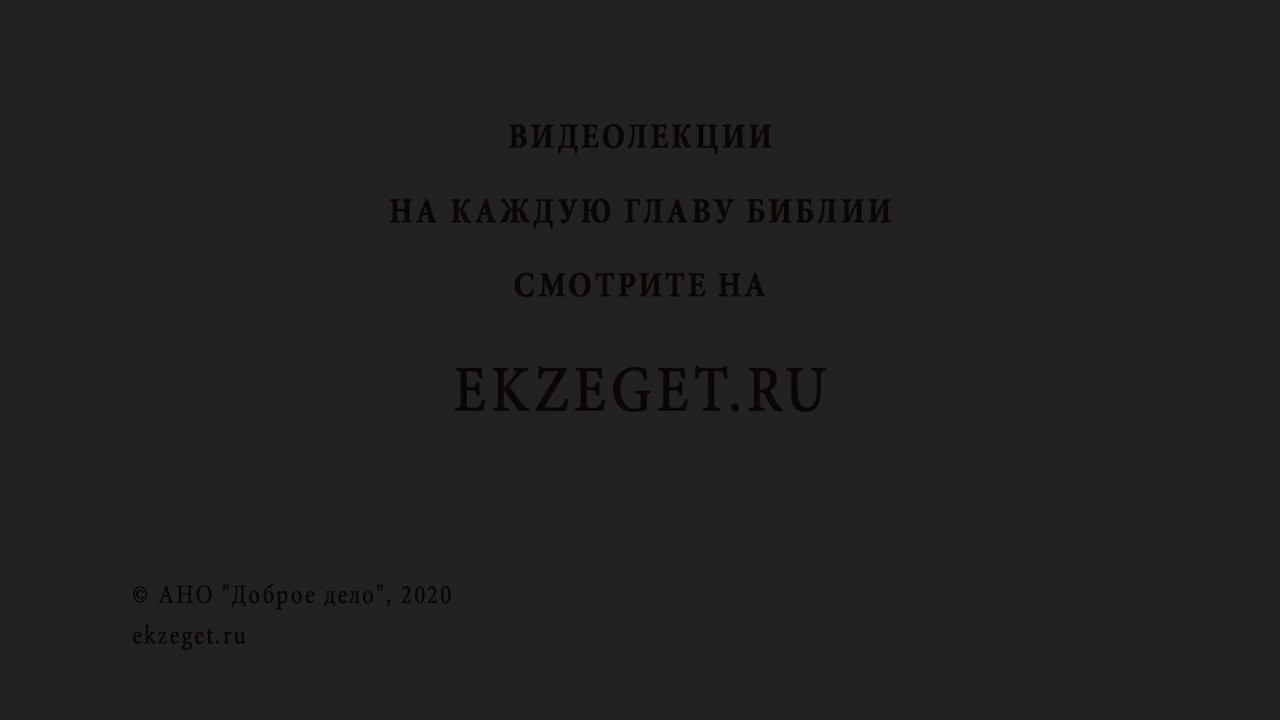 ВИДЕОЛЕКЦИИ
НА КАЖДУЮ ГЛАВУ БИБЛИИ
СМОТРИТЕ НА
EKZEGET.RU
© АНО "Доброе дело", 2020
ekzeget.ru